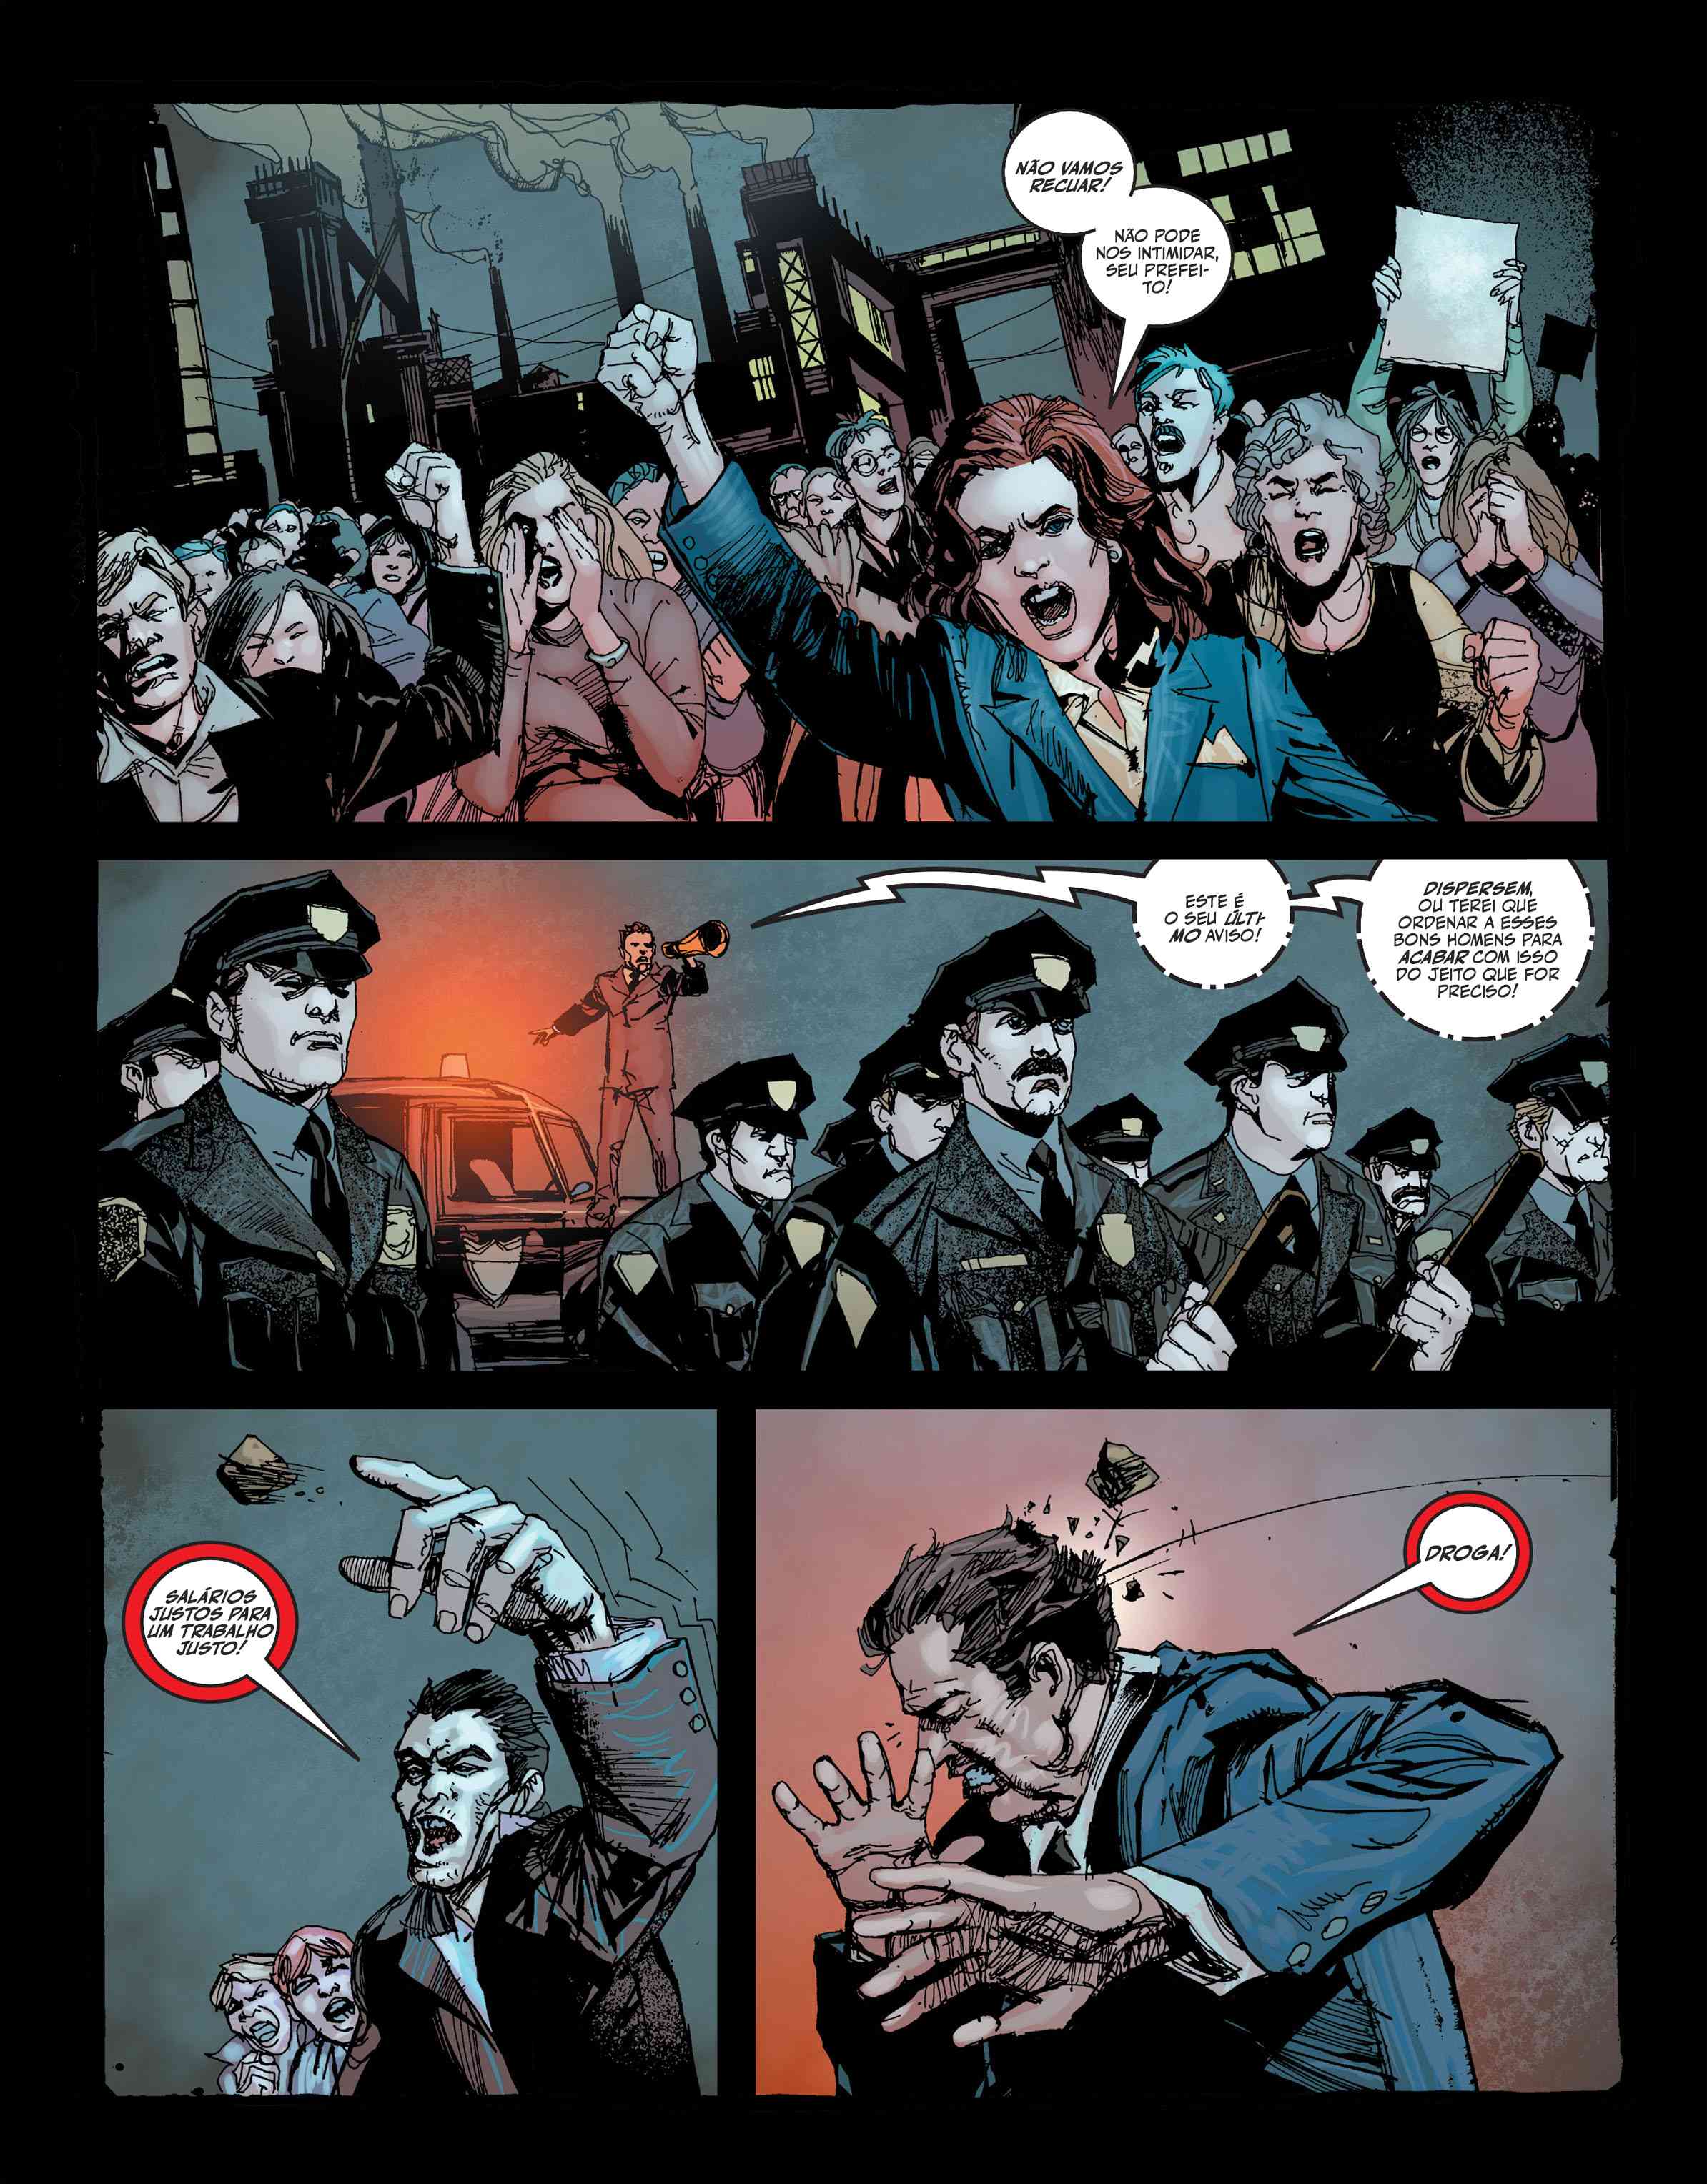 NÃO VAMOS
RECUAR!
NÃO PODE
NOS INTIMIDAR,
SEU PREFEI-
TO!
ESTE É
O SEU ÚLTI-
MO AVISO!
DISPERSEM,
OU TEREI QUE
ORDENAR A ESSES
BONS HOMENS PARA
ACABAR COM ISSO
DO JEITO QUE FOR
PRECISO!
SALÁRIOS
JUSTOS PARA
UM TRABALHO
JUSTO!
DROGA!